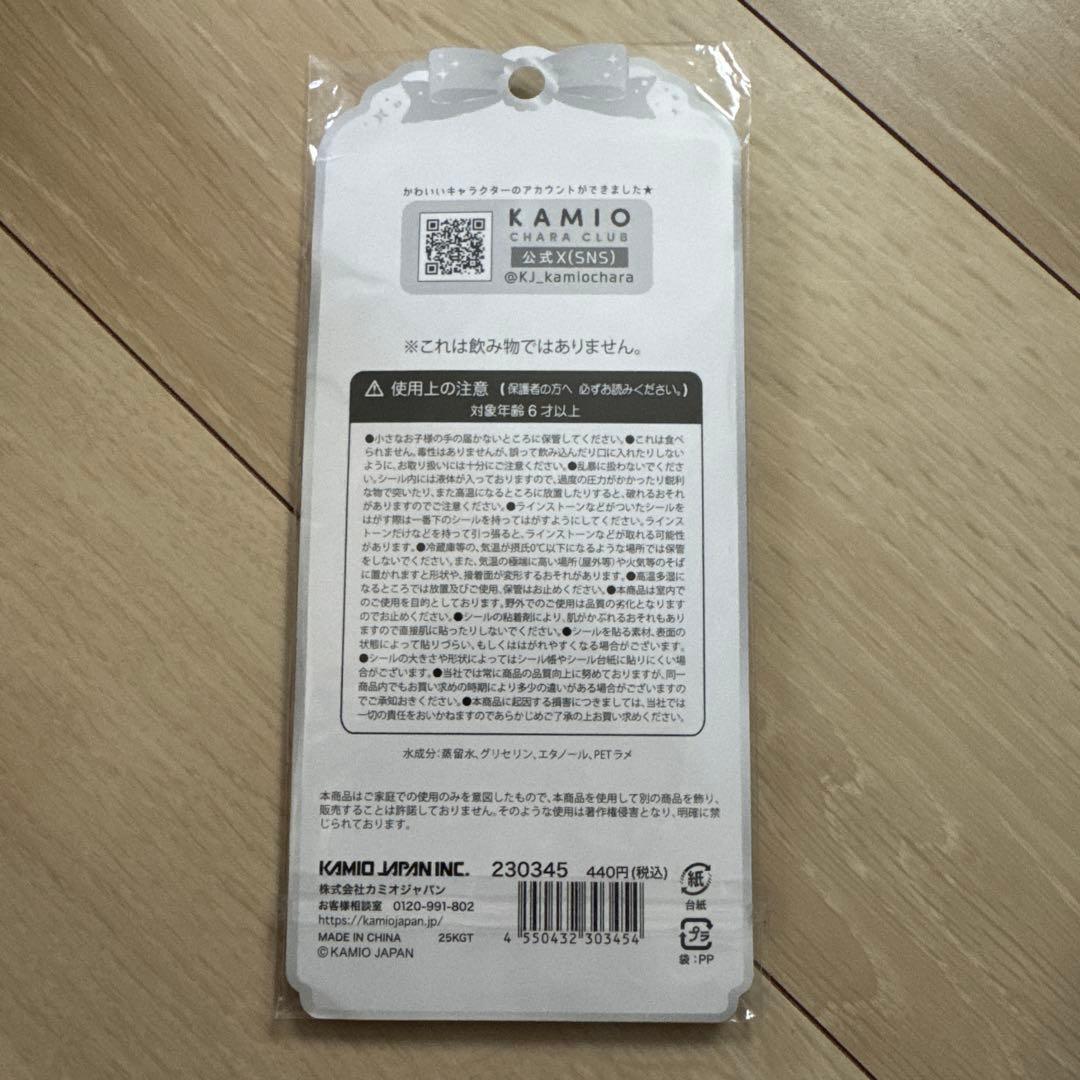 かわいいキャラクターのアカウントができました★
KAMIO
CHARA CLUB
公式X(SNS)
@KJ_kamiochara
※これは飲み物ではありません。
⚠ 使用上の注意 (保護者の方へ 必ずお読みください。)
対象年齢6才以上
●小さなお子様の手の届かないところに保管してください。●これは食べ
られません。毒性はありませんが、誤って飲み込んだり口に入れたりしない
ように、お取り扱いには十分にご注意ください。●乱暴に扱わないでくださ
い。シール内には液体が入っておりますので、過度の圧力がかかったり鋭利
な物で突いたり、また高温になるところに放置したりすると、破れるおそれ
がありますのでご注意ください。●ラインストーンなどがついたシールを
はがす際は一番下のシールを持ってはがすようにしてください。ラインス
トーンだけなどを持って引っ張ると、ラインストーンなどが取れる可能性
があります。●冷蔵庫等の、気温が摂氏0℃以下になるような場所では保管
をしないでください。また、気温の極端に高い場所(屋外等)や火気等のそば
に置かれますと形状や、接着面が変形するおそれがあります。●高温多湿に
なるところでは放置及びご使用、保管はお止めください。●本商品は室内で
のご使用を目的としております。野外でのご使用は品質の劣化となります
のでお止めください。●シールの粘着剤により、肌がかぶれるおそれもあり
ますので直接肌に貼ったりしないでください。●シールを貼る素材、表面の
状態によって貼りづらい、もしくははがれやすくなる場合がございます。
●シールの大きさや形状によってはシール帳やシール台紙に貼りにくい場
合がございます。●当社では常に商品の品質向上に努めておりますが、同一
商品内でもお買い求めの時期により多少の違いがある場合がございますの
でご承知おきください。●本商品に起因する損害につきましては、当社では
一切の責任をおいかねますのであらかじめご了承の上お買い求めください。
水成分:蒸留水、グリセリン、エタノール、PETラメ
本商品はご家庭での使用のみを意図したもので、本商品を使用して別の商品を飾り、
販売することは許諾しておりません。そのような使用は著作権侵害となり、明確に禁
じられております。
KAMIO JAPAN INC. 230345 440円(税込)
株式会社カミオジャパン
お客様相談室 0120-991-802
https://kamiojapan.jp/
MADE IN CHINA 25KGT
©KAMIO JAPAN
4 550432 303454
紙
台紙
プラ
袋:PP